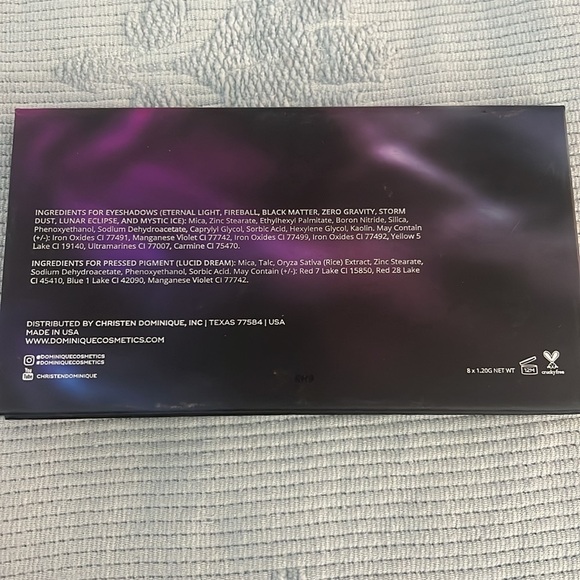 INGREDIENTS FOR EYESHADOWS (ETERNAL LIGHT, FIREBALL, BLACK MATTER, ZERO GRAVITY, STORM
DUST, LUNAR ECLIPSE, AND MYSTIC ICE): Mica, Zinc Stearate, Ethylhexyl Palmitate, Boron Nitride, Silica,
Phenoxyethanol, Sodium Dehydroacetate, Caprylyl Glycol, Sorbic Acid, Hexylene Glycol, Kaolin. May Contain
(+/-): Iron Oxides CI 77491, Manganese Violet CI 77742, Iron Oxides CI 77499, Iron Oxides CI 77492, Yellow 5
Lake CI 19140, Ultramarines CI 77007, Carmine CI 75470.
INGREDIENTS FOR PRESSED PIGMENT (LUCID DREAM): Mica, Talc, Oryza Sativa (Rice) Extract, Zinc Stearate,
Sodium Dehydroacetate, Phenoxyethanol, Sorbic Acid. May Contain (+/-): Red 7 Lake CI 15850, Red 28 Lake
CI 45410, Blue 1 Lake CI 42090, Manganese Violet CI 77742.
DISTRIBUTED BY CHRISTEN DOMINIQUE, INC | TEXAS 77584 | USA
MADE IN USA
WWW.DOMINIQUECOSMETICS.COM
@DOMINIQUECOSMETICS
#DOMINIQUECOSMETICS
You Tube CHRISTENDOMINIQUE
8 x 1.20G NET WT
12M
crueltyfree